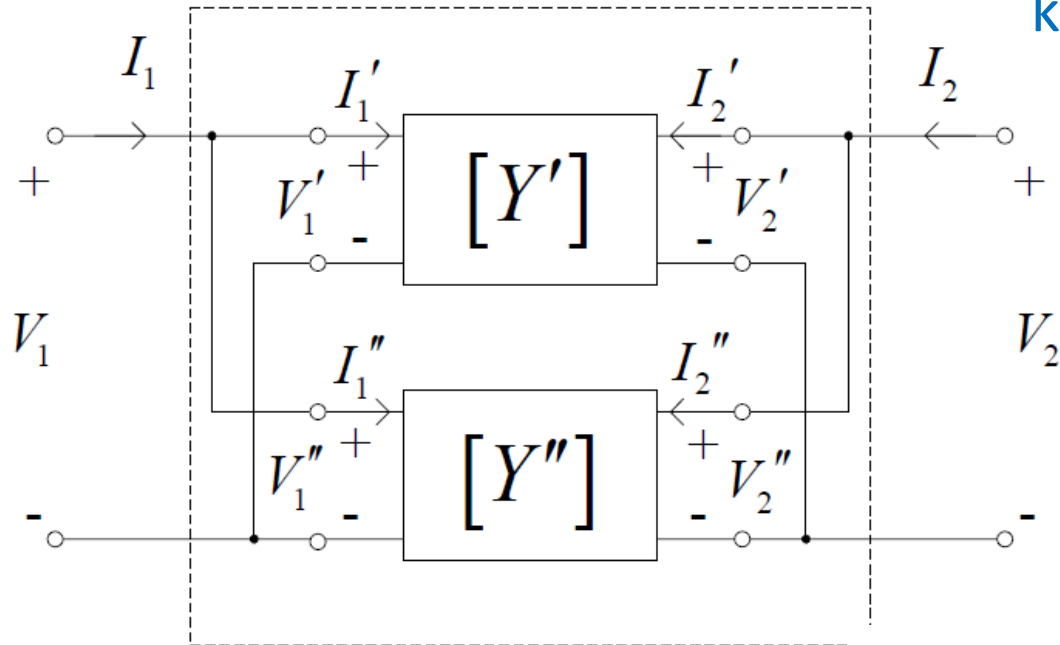 k
I₁ I₁′ I₂′ I₂
+ + + +
V₁′ [Y′] V₂′
- -
V₁ V₂
I₁″ I₂″
+ +
V₁″ [Y″] V₂″
- - - -